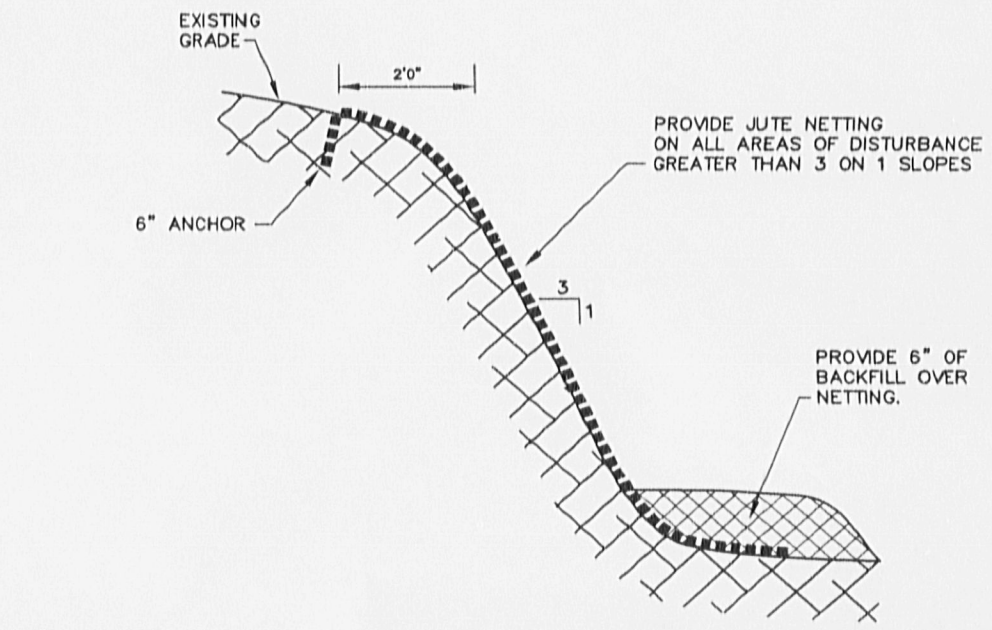 EXISTING
GRADE
2'0"
PROVIDE JUTE NETTING
ON ALL AREAS OF DISTURBANCE
GREATER THAN 3 ON 1 SLOPES
6" ANCHOR
3
1
PROVIDE 6" OF
BACKFILL OVER
NETTING.